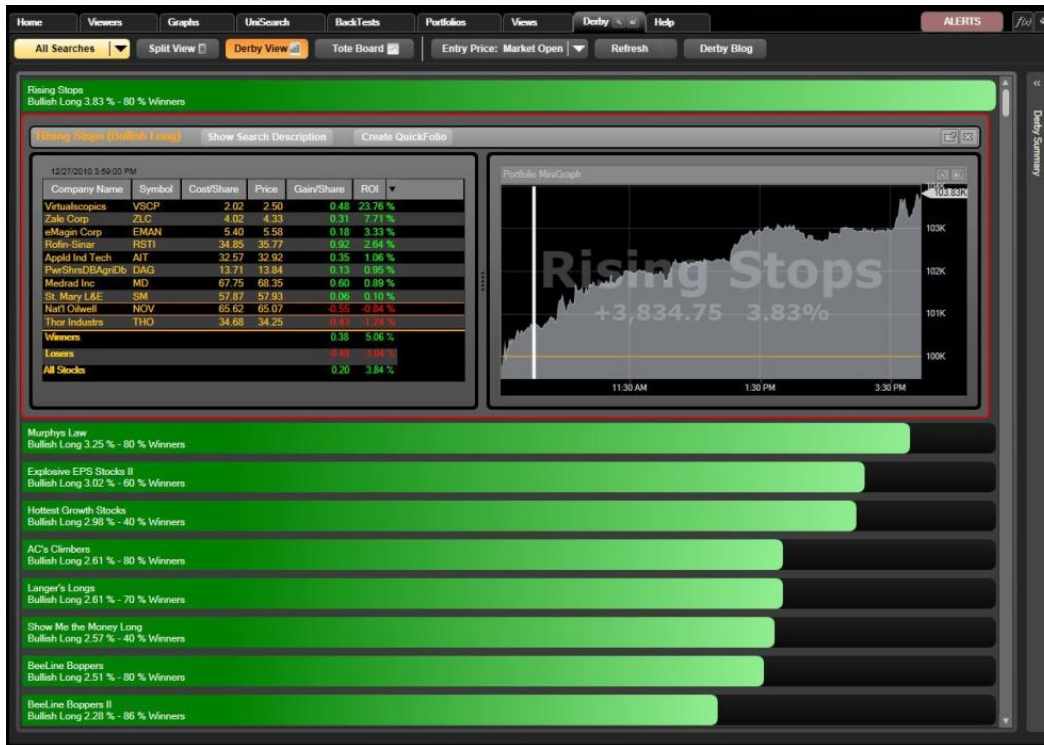 Home Viewers Graphs UniSearch BackTests Portfolios Views Derby Help ALERTS f(x)
All Searches Split View Derby View Tote Board Entry Price: Market Open Refresh Derby Blog
Rising Stops
Bullish Long 3.83 % - 80 % Winners
Rising Stops (Bullish Long) Show Search Description Create QuickFolio
12/27/2010 3:59:00 PM
Company Name Symbol Cost/Share Price Gain/Share ROI
Virtualscopics VSCP 2.02 2.50 0.48 23.76 %
Zale Corp ZLC 4.02 4.33 0.31 7.71 %
eMagin Corp EMAN 5.40 5.58 0.18 3.33 %
Rofin-Sinar RSTI 34.85 35.77 0.92 2.64 %
Appld Ind Tech AIT 32.57 32.92 0.35 1.06 %
PwrShrsDBAgriDb DAG 13.71 13.84 0.13 0.95 %
Medrad Inc MD 67.75 68.35 0.60 0.89 %
St. Mary L&E SM 57.87 57.93 0.06 0.10 %
Nat'l Oilwell NOV 65.62 65.07 -0.55 -0.84 %
Thor Industrs THO 34.68 34.25 -0.43 -1.24 %
Winners 0.38 5.06 %
Losers -0.49 -1.04 %
All Stocks 0.20 3.84 %
Portfolio MiniGraph
104K
103.83K
103K
102K
101K
100K
Rising Stops
+3,834.75 3.83%
11:30 AM 1:30 PM 3:30 PM
Murphys Law
Bullish Long 3.25 % - 80 % Winners
Explosive EPS Stocks II
Bullish Long 3.02 % - 60 % Winners
Hottest Growth Stocks
Bullish Long 2.98 % - 40 % Winners
AC's Climbers
Bullish Long 2.61 % - 80 % Winners
Langer's Longs
Bullish Long 2.61 % - 70 % Winners
Show Me the Money Long
Bullish Long 2.57 % - 40 % Winners
BeeLine Boppers
Bullish Long 2.51 % - 80 % Winners
BeeLine Boppers II
Bullish Long 2.28 % - 86 % Winners
Derby Summary